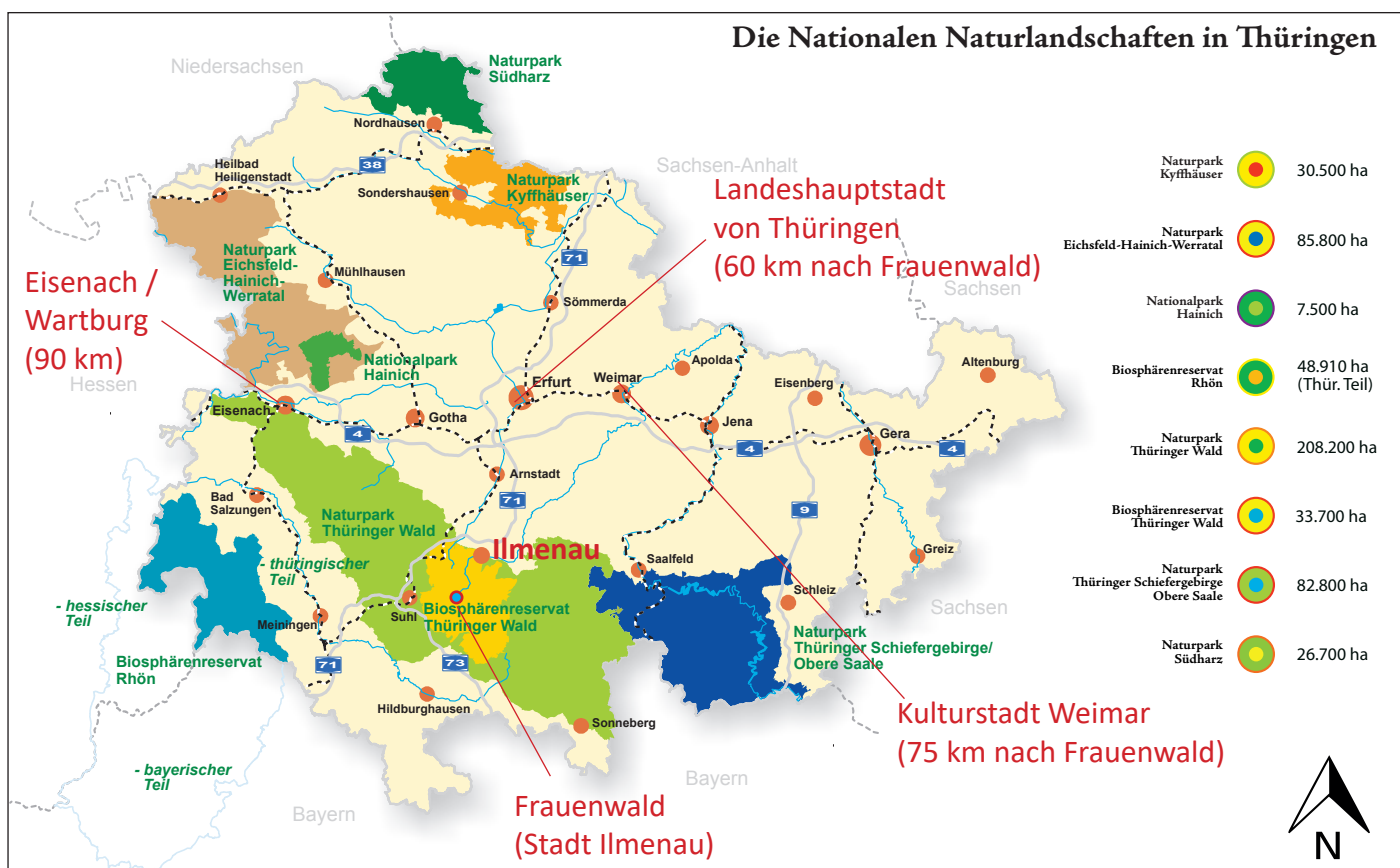 Die Nationalen Naturlandschaften in Thüringen
Niedersachsen
Naturpark
Südharz
Nordhausen
38
Heilbad
Heiligenstadt
Sondershausen
Naturpark
Kyffhäuser
Sachsen-Anhalt
Landeshauptstadt
von Thüringen
(60 km nach Frauenwald)
71
Naturpark
Eichsfeld-
Hainich-
Werratal
Mühlhausen
Sömmerda
Sachsen
Eisenach /
Wartburg
(90 km)
Hessen
Nationalpark
Hainich
Erfurt
Weimar
Apolda
Eisenberg
Altenburg
Eisenach
Gotha
4
Jena
Gera
4
4
Arnstadt
71
Bad
Salzungen
Naturpark
Thüringer Wald
9
Ilmenau
Saalfeld
Greiz
- thüringischer
Teil
- hessischer
Teil
Suhl
Biosphärenreservat
Thüringer Wald
Schleiz
Sachsen
Meiningen
Naturpark
Thüringer Schiefergebirge/
Obere Saale
Biosphärenreservat
Rhön
71
73
Hildburghausen
Sonneberg
Kulturstadt Weimar
(75 km nach Frauenwald)
- bayerischer
Teil
Bayern
Bayern
Frauenwald
(Stadt Ilmenau)
Naturpark
Kyffhäuser
30.500 ha
Naturpark
Eichsfeld-Hainich-Werratal
85.800 ha
Nationalpark
Hainich
7.500 ha
Biosphärenreservat
Rhön
48.910 ha
(Thür. Teil)
Naturpark
Thüringer Wald
208.200 ha
Biosphärenreservat
Thüringer Wald
33.700 ha
Naturpark
Thüringer Schiefergebirge
Obere Saale
82.800 ha
Naturpark
Südharz
26.700 ha
N